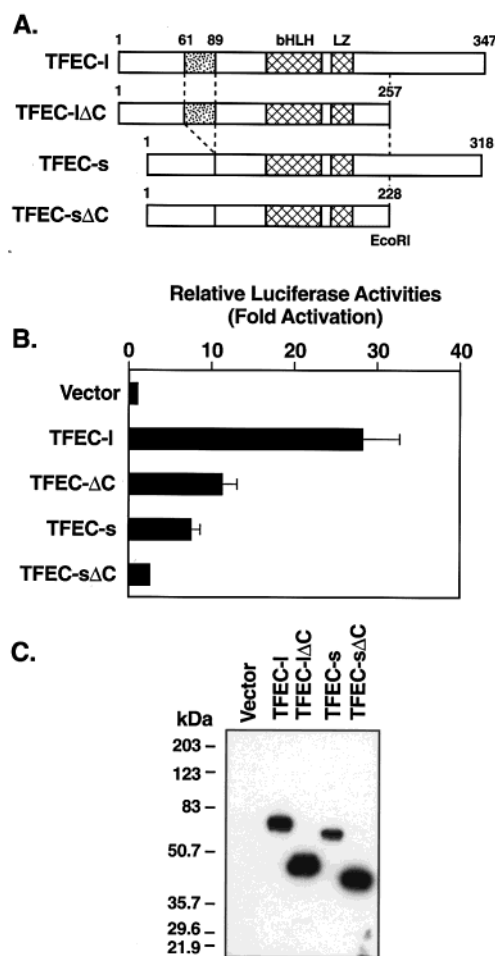 A.
1 61 89 bHLH LZ 347
TFEC-l
1 257
TFEC-lΔC
1 318
TFEC-s
1 228
TFEC-sΔC
EcoRI
Relative Luciferase Activities
(Fold Activation)
B.
0 10 20 30 40
Vector
TFEC-l
TFEC-ΔC
TFEC-s
TFEC-sΔC
C.
Vector
TFEC-l
TFEC-lΔC
TFEC-s
TFEC-sΔC
kDa
203
123
83
50.7
35.7
29.6
21.9